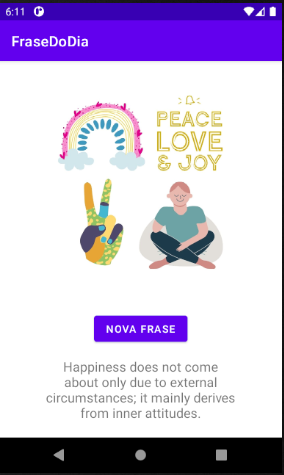 6:11
FraseDoDia
PEACE
LOVE
& JOY
NOVA FRASE
Happiness does not come
about only due to external
circumstances; it mainly derives
from inner attitudes.